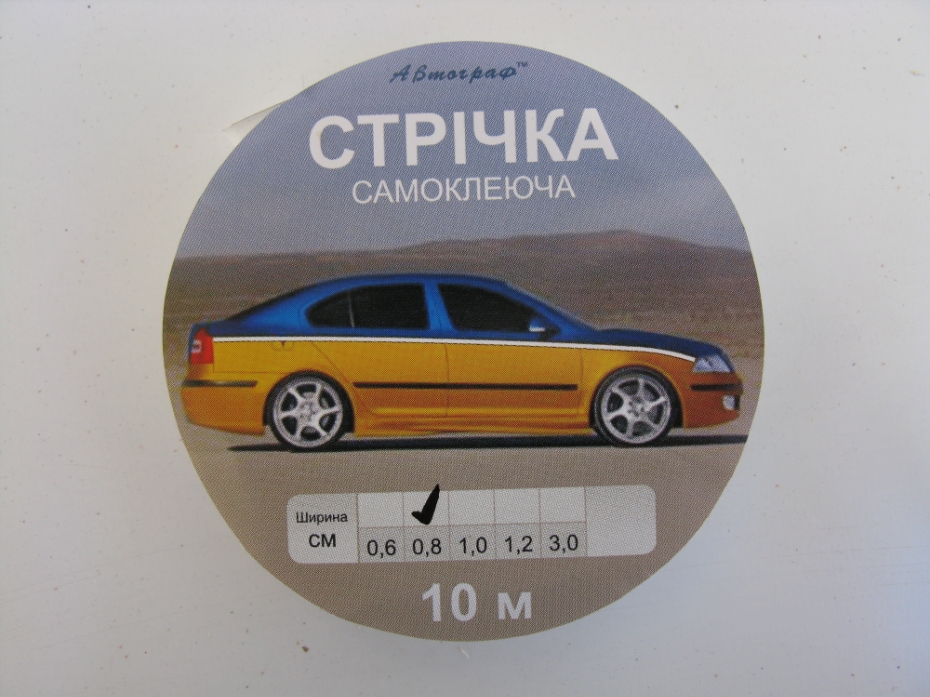 Автограф™
СТРІЧКА
САМОКЛЕЮЧА
Ширина
СМ
0,6 0,8 1,0 1,2 3,0
10 м